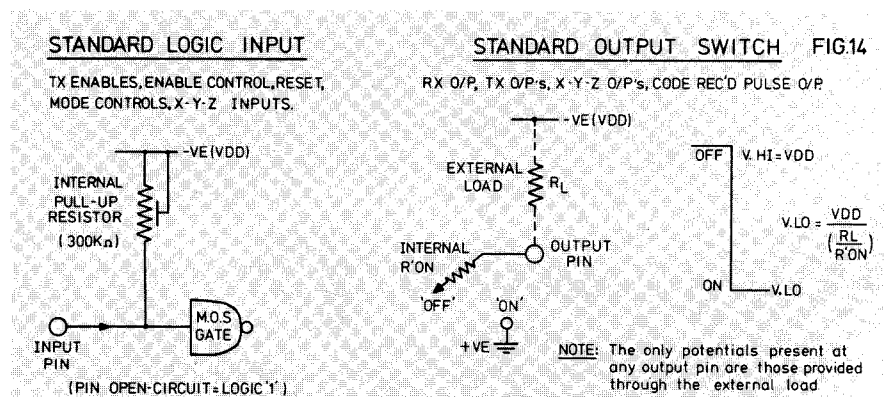 STANDARD LOGIC INPUT
TX ENABLES, ENABLE CONTROL, RESET,
MODE CONTROLS, X-Y-Z INPUTS.
-VE (VDD)
INTERNAL
PULL-UP
RESISTOR
(300KΩ)
M.O.S
GATE
INPUT
PIN
(PIN OPEN-CIRCUIT = LOGIC '1')
STANDARD OUTPUT SWITCH FIG.14
RX O/P, TX O/P's, X-Y-Z O/P's, CODE REC'D PULSE O/P.
-VE (VDD)
EXTERNAL
LOAD
RL
INTERNAL
R'ON
OUTPUT
PIN
'OFF'
'ON'
+VE
OFF V. HI = VDD
V.LO = VDD
(RL
R'ON)
ON V.LO
NOTE: The only potentials present at
any output pin are those provided
through the external load